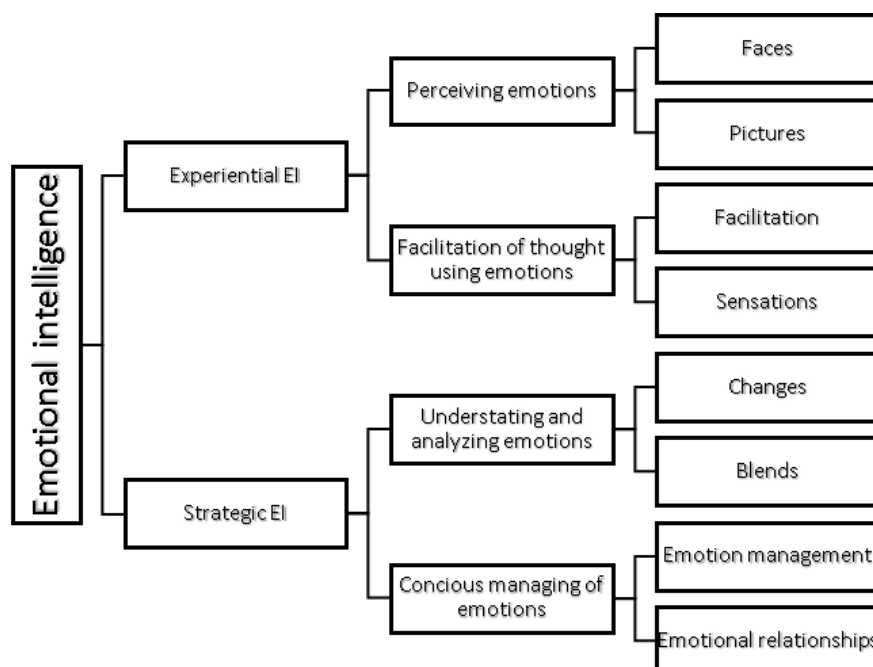 Emotional intelligence
Experiential EI
Strategic EI
Perceiving emotions
Facilitation of thought
using emotions
Understating and
analyzing emotions
Concious managing of
emotions
Faces
Pictures
Facilitation
Sensations
Changes
Blends
Emotion management
Emotional relationships